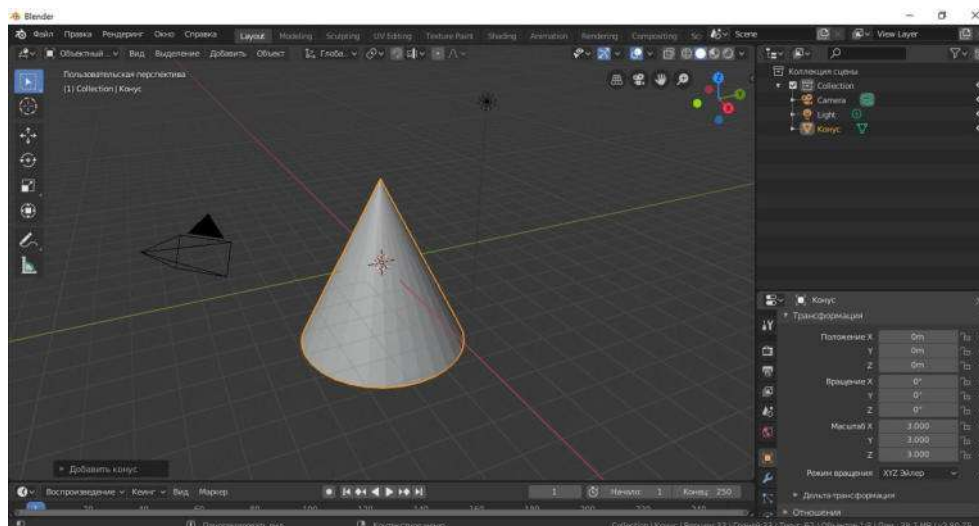 Blender
Файл Правка Рендеринг Окно Справка Layout Modeling Sculpting UV Editing Texture Paint Shading Animation Rendering Compositing Scene View Layer
Объектный Вид Выделение Добавить Объект Глоба..
Пользовательская перспектива
(1) Collection | Конус
Коллекция сцены
Collection
Camera
Light
Конус
Конус
Трансформация
Положение X 0m
Y 0m
Z 0m
Вращение X 0°
Y 0°
Z 0°
Масштаб X 3.000
Y 3.000
Z 3.000
Режим вращения XYZ Эйлер
Дельта-трансформация
Отношения
Добавить конус
Воспроизведение Кеинг Вид Маркер 1 Начало 1 Конец 250